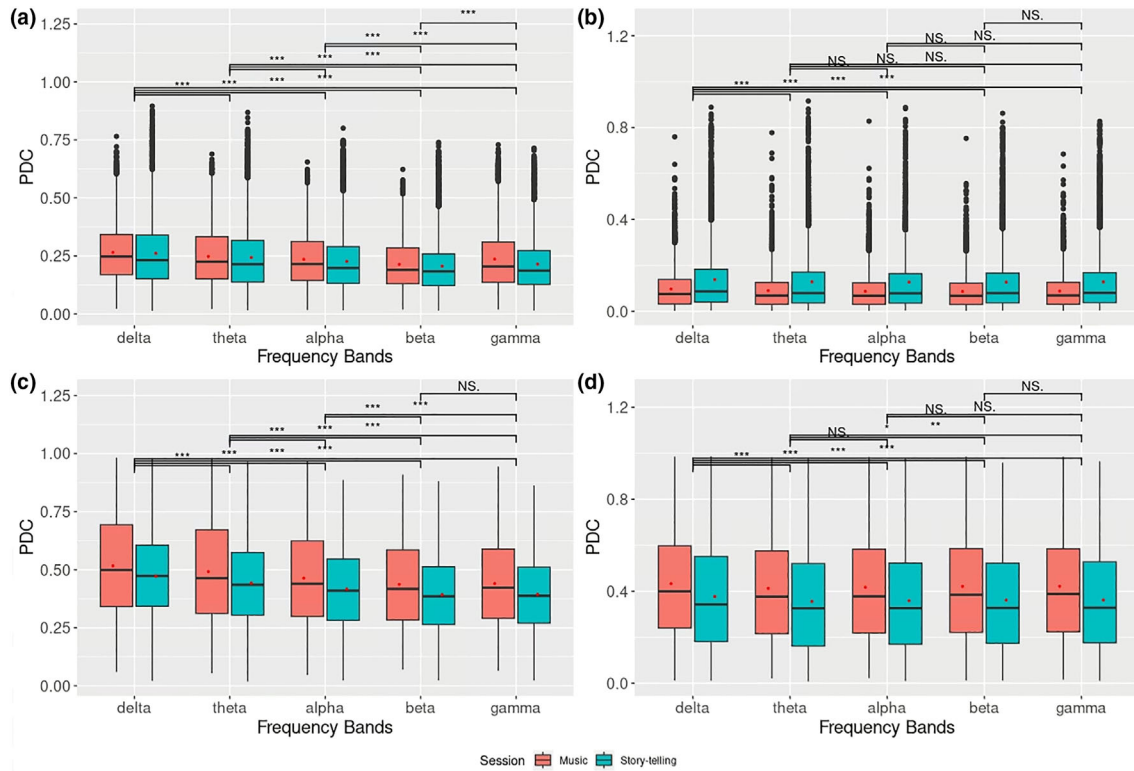 (a)
***
1.25
***
***
***
***
***
1.00
***
***
***
***
0.75
PDC
0.50
0.25
0.00
delta theta alpha beta gamma
Frequency Bands
(b)
NS.
1.2
NS.
NS.
NS.
NS.
NS.
***
***
***
***
0.8
PDC
0.4
0.0
delta theta alpha beta gamma
Frequency Bands
(c)
NS.
1.25
***
***
***
***
***
1.00
***
***
***
***
0.75
PDC
0.50
0.25
0.00
delta theta alpha beta gamma
Frequency Bands
(d)
NS.
1.2
NS.
NS.
*
**
NS.
***
***
***
***
0.8
PDC
0.4
0.0
delta theta alpha beta gamma
Frequency Bands
Session Music Story-telling